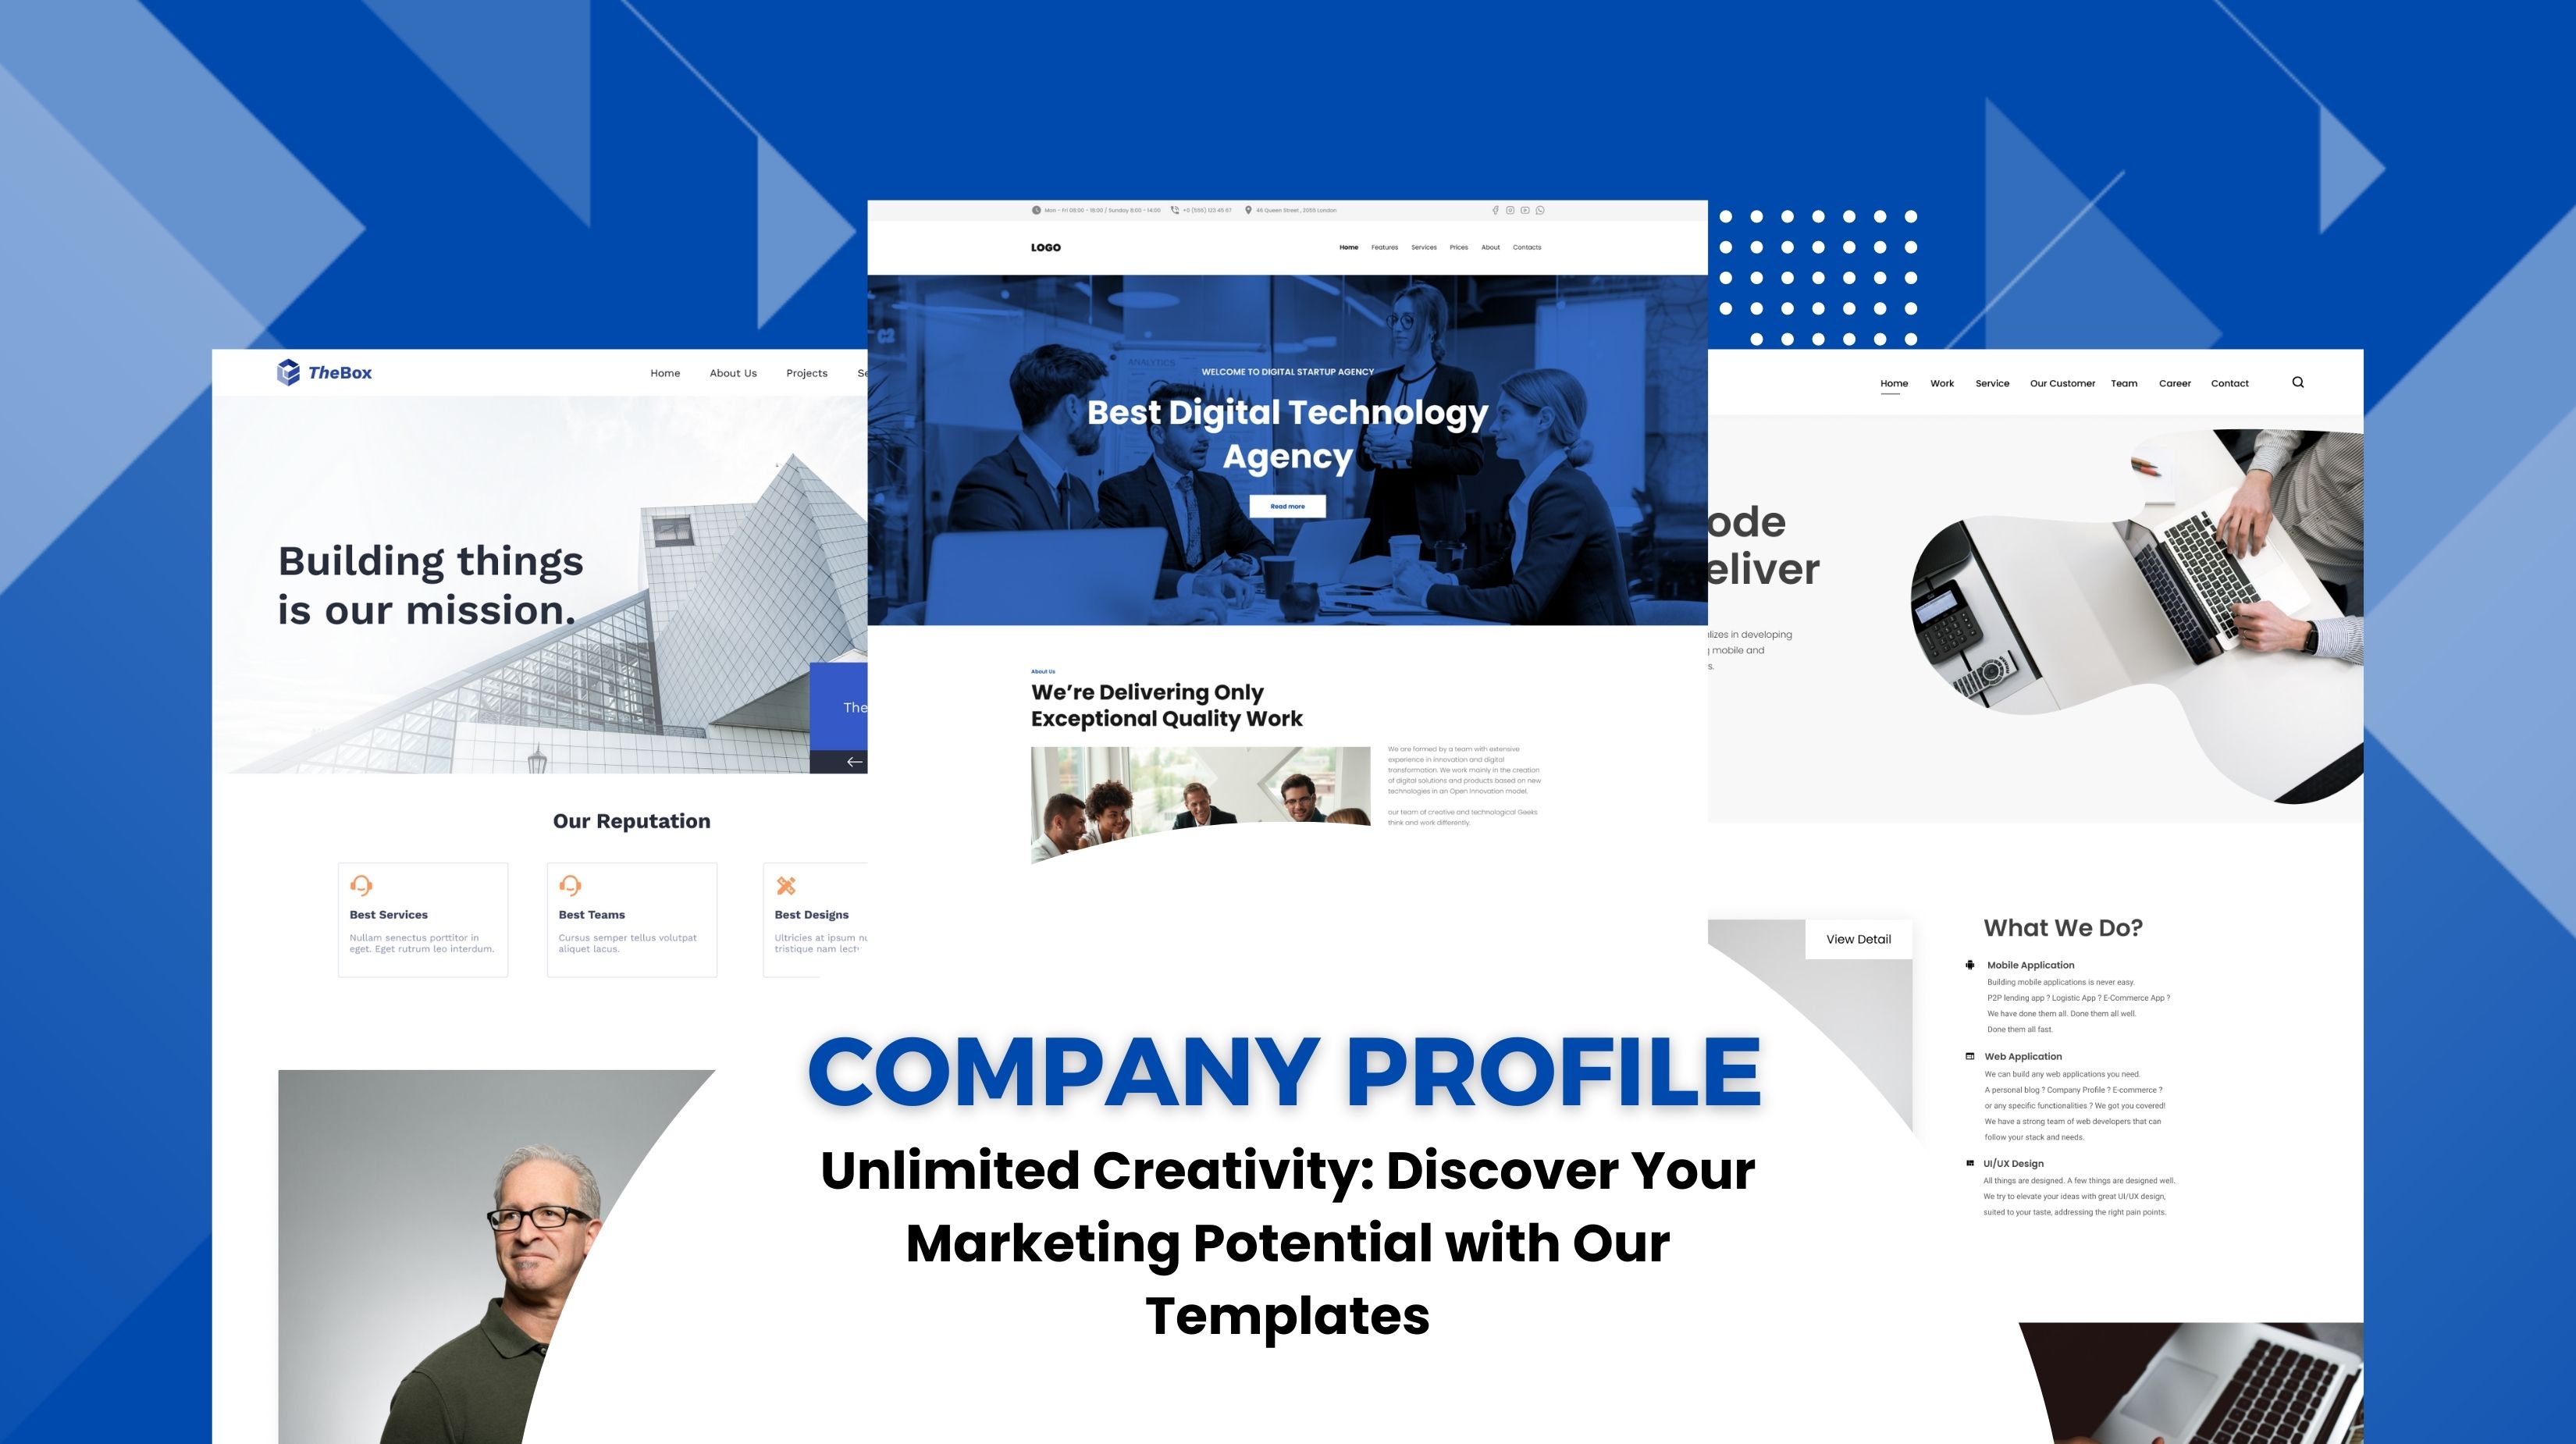 Mon - Fri 08:00 - 18:00 / Sunday 8:00 - 14:00
+0 (595) 123 45 67
46 Queen Street, 2055 London
LOGO
Home Features Services Prices About Contacts
ANALYTICS
WELCOME TO DIGITAL STARTUP AGENCY
Best Digital Technology
Agency
Read more
About Us
We're Delivering Only
Exceptional Quality Work
We are formed by a team with extensive
experience in innovation and digital
transformation. We work mainly in the creation
of digital solutions and products based on new
technologies in an Open Innovation model.
our team of creative and technological Geeks
think and work differently.
TheBox
Home About Us Projects Se
Building things
is our mission.
The
Our Reputation
Best Services
Nullam senectus porttitor in
eget. Eget rutrum leo interdum.
Best Teams
Cursus semper tellus volutpat
aliquet lacus.
Best Designs
Ultricies at ipsum nu
tristique nam lect
Home Work Service Our Customer Team Career Contact
ode
eliver
lizes in developing
mobile and
s.
View Detail
What We Do?
Mobile Application
Building mobile applications is never easy.
P2P lending app ? Logistic App ? E-Commerce App ?
We have done them all. Done them all well.
Done them all fast.
Web Application
We can build any web applications you need.
A personal blog ? Company Profile ? E-commerce ?
or any specific functionalities ? We got you covered!
We have a strong team of web developers that can
follow your stack and needs.
UI/UX Design
All things are designed. A few things are designed well.
We try to elevate your ideas with great UI/UX design,
suited to your taste, addressing the right pain points.
COMPANY PROFILE
Unlimited Creativity: Discover Your
Marketing Potential with Our
Templates